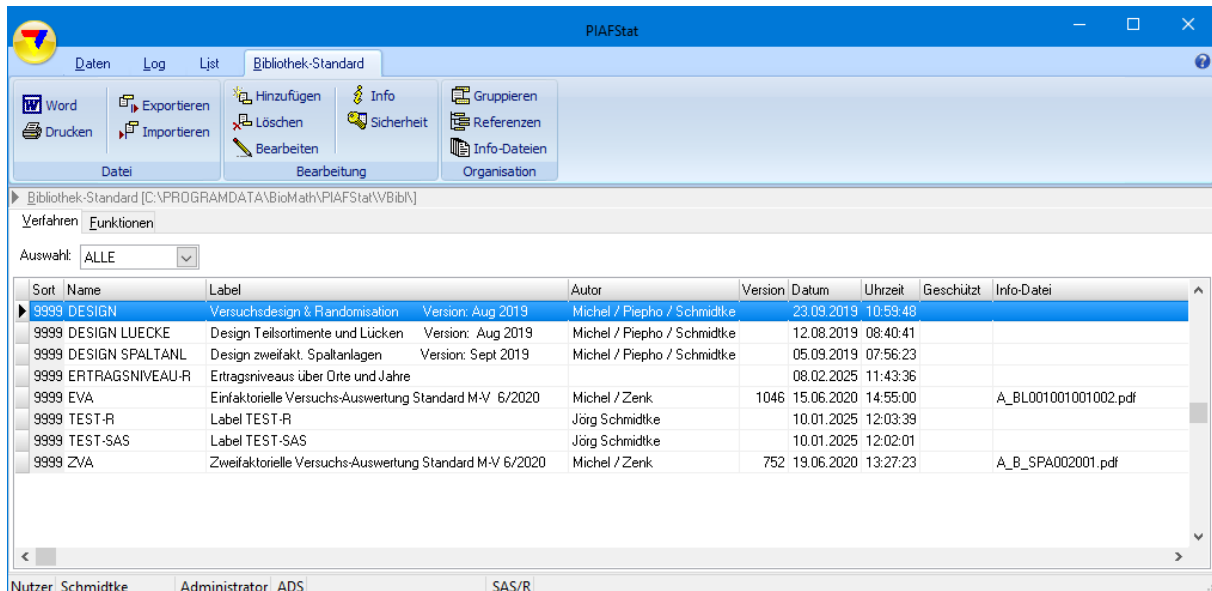 PIAFStat
Daten Log List Bibliothek-Standard
Word Exportieren Hinzufügen Info Gruppieren
Drucken Importieren Löschen Sicherheit Referenzen
Bearbeiten Info-Dateien
Datei Bearbeitung Organisation
Bibliothek-Standard [C:\PROGRAMDATA\BioMath\PIAFStat\VBibl\]
Verfahren Funktionen
Auswahl: ALLE
Sort Name Label Autor Version Datum Uhrzeit Geschützt Info-Datei
9999 DESIGN Versuchsdesign & Randomisation Version: Aug 2019 Michel / Piepho / Schmidtke 23.09.2019 10:59:48
9999 DESIGN LUECKE Design Teilsortimente und Lücken Version: Aug 2019 Michel / Piepho / Schmidtke 12.08.2019 08:40:41
9999 DESIGN SPALTANL Design zweifakt. Spaltanlagen Version: Sept 2019 Michel / Piepho / Schmidtke 05.09.2019 07:56:23
9999 ERTRAGSNIVEAU-R Ertragsniveaus über Orte und Jahre 08.02.2025 11:43:36
9999 EVA Einfaktorielle Versuchs-Auswertung Standard M-V 6/2020 Michel / Zenk 1046 15.06.2020 14:55:00 A_BL001001001002.pdf
9999 TEST-R Label TEST-R Jörg Schmidtke 10.01.2025 12:03:39
9999 TEST-SAS Label TEST-SAS Jörg Schmidtke 10.01.2025 12:02:01
9999 ZVA Zweifaktorielle Versuchs-Auswertung Standard M-V 6/2020 Michel / Zenk 752 19.06.2020 13:27:23 A_B_SPA002001.pdf
Nutzer Schmidtke Administrator ADS SAS/R